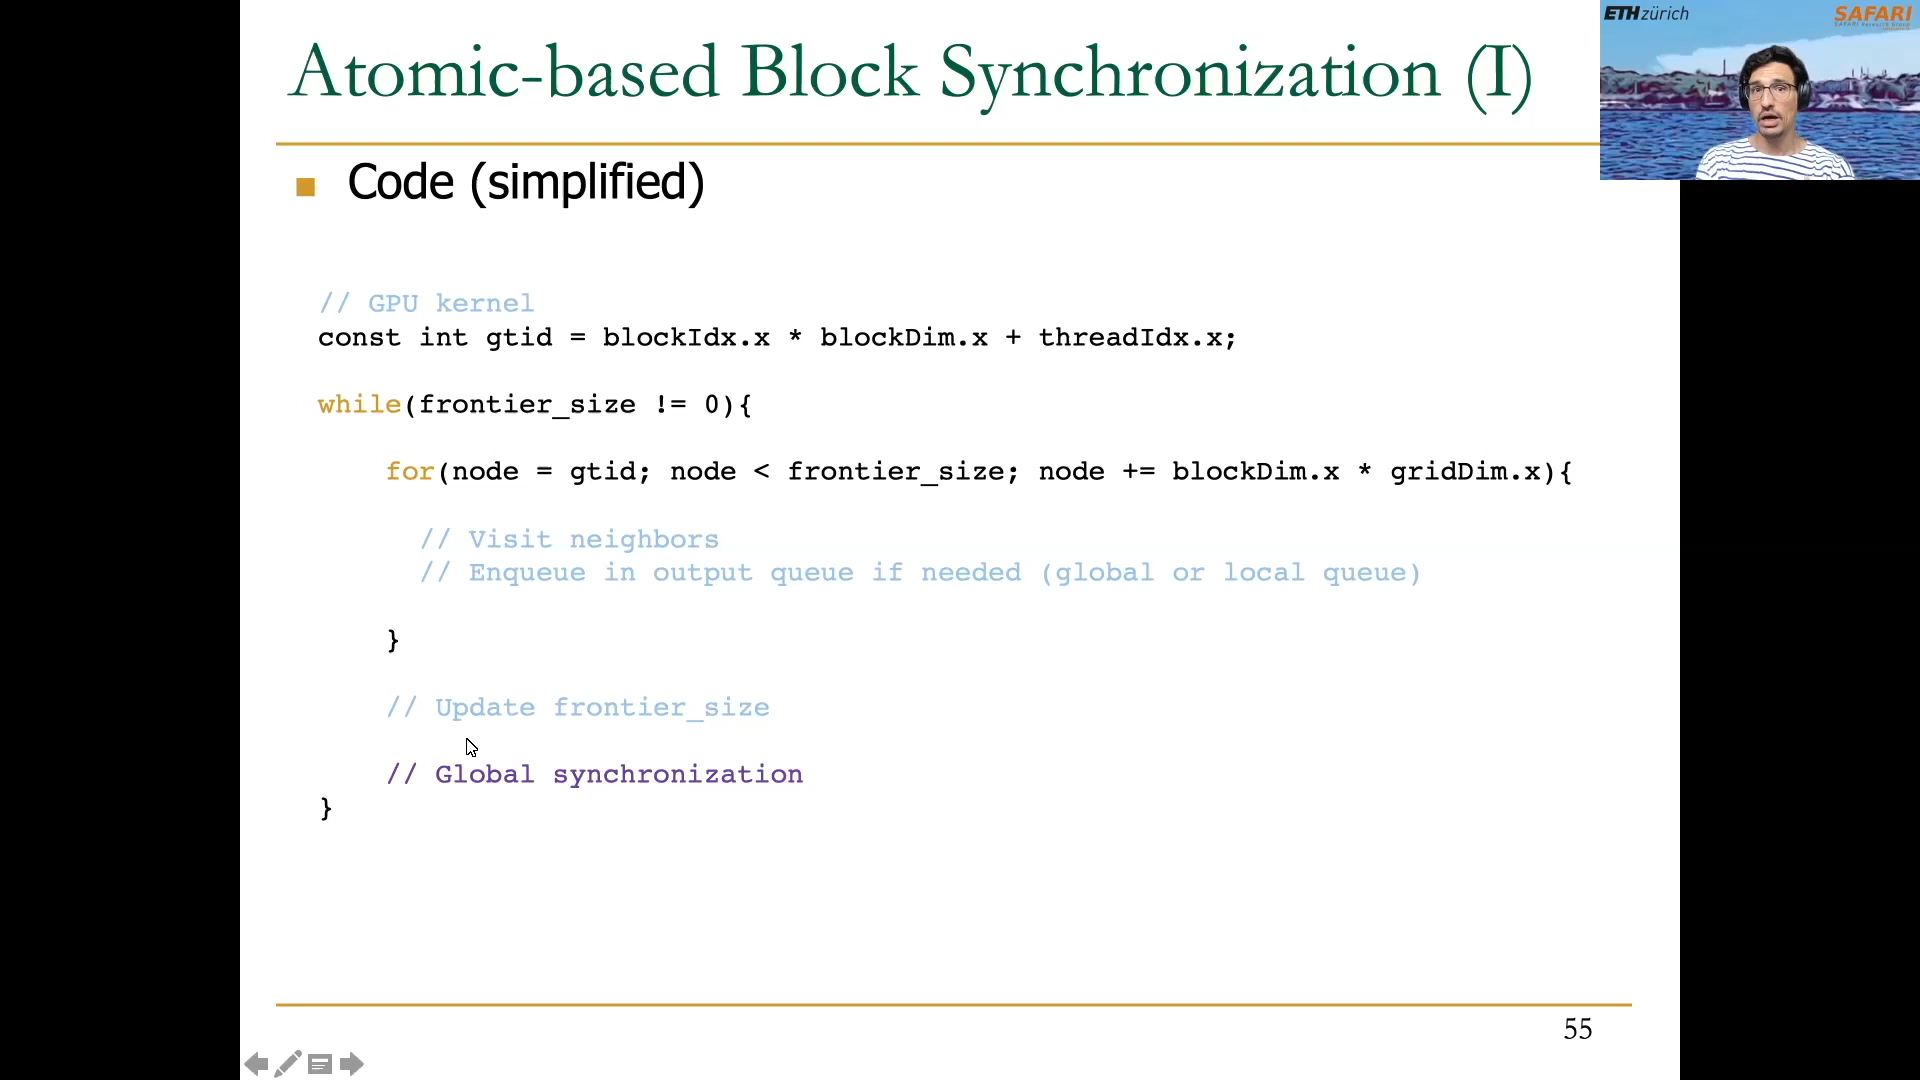 Atomic-based Block Synchronization (I)
ETH zürich
SAFARI
Code (simplified)
// GPU kernel
const int gtid = blockIdx.x * blockDim.x + threadIdx.x;
while(frontier_size != 0){
for(node = gtid; node < frontier_size; node += blockDim.x * gridDim.x){
// Visit neighbors
// Enqueue in output queue if needed (global or local queue)
}
// Update frontier_size
// Global synchronization
}
55